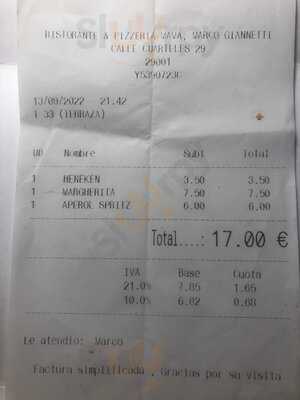 RISTORANTE & PIZZERIA VAVA, MARCO GIANNETTI
CALLE CUARTELES 29
29001
13/09/2022 21.42
1 33 (TERRAZA)
UD Nombre Subt Total
1 HENEKEN 3.50 3.50
1 MARGHERITA 7.50 7.50
1 APEROL SPRITZ 6.00 6.00
Total....: 17.00 €
IVA Base Cuota
21.0% 7.85 1.65
10.0% 6.82 0.68
Le atendio: Marco
Factura simplificada , Gracias por su visita